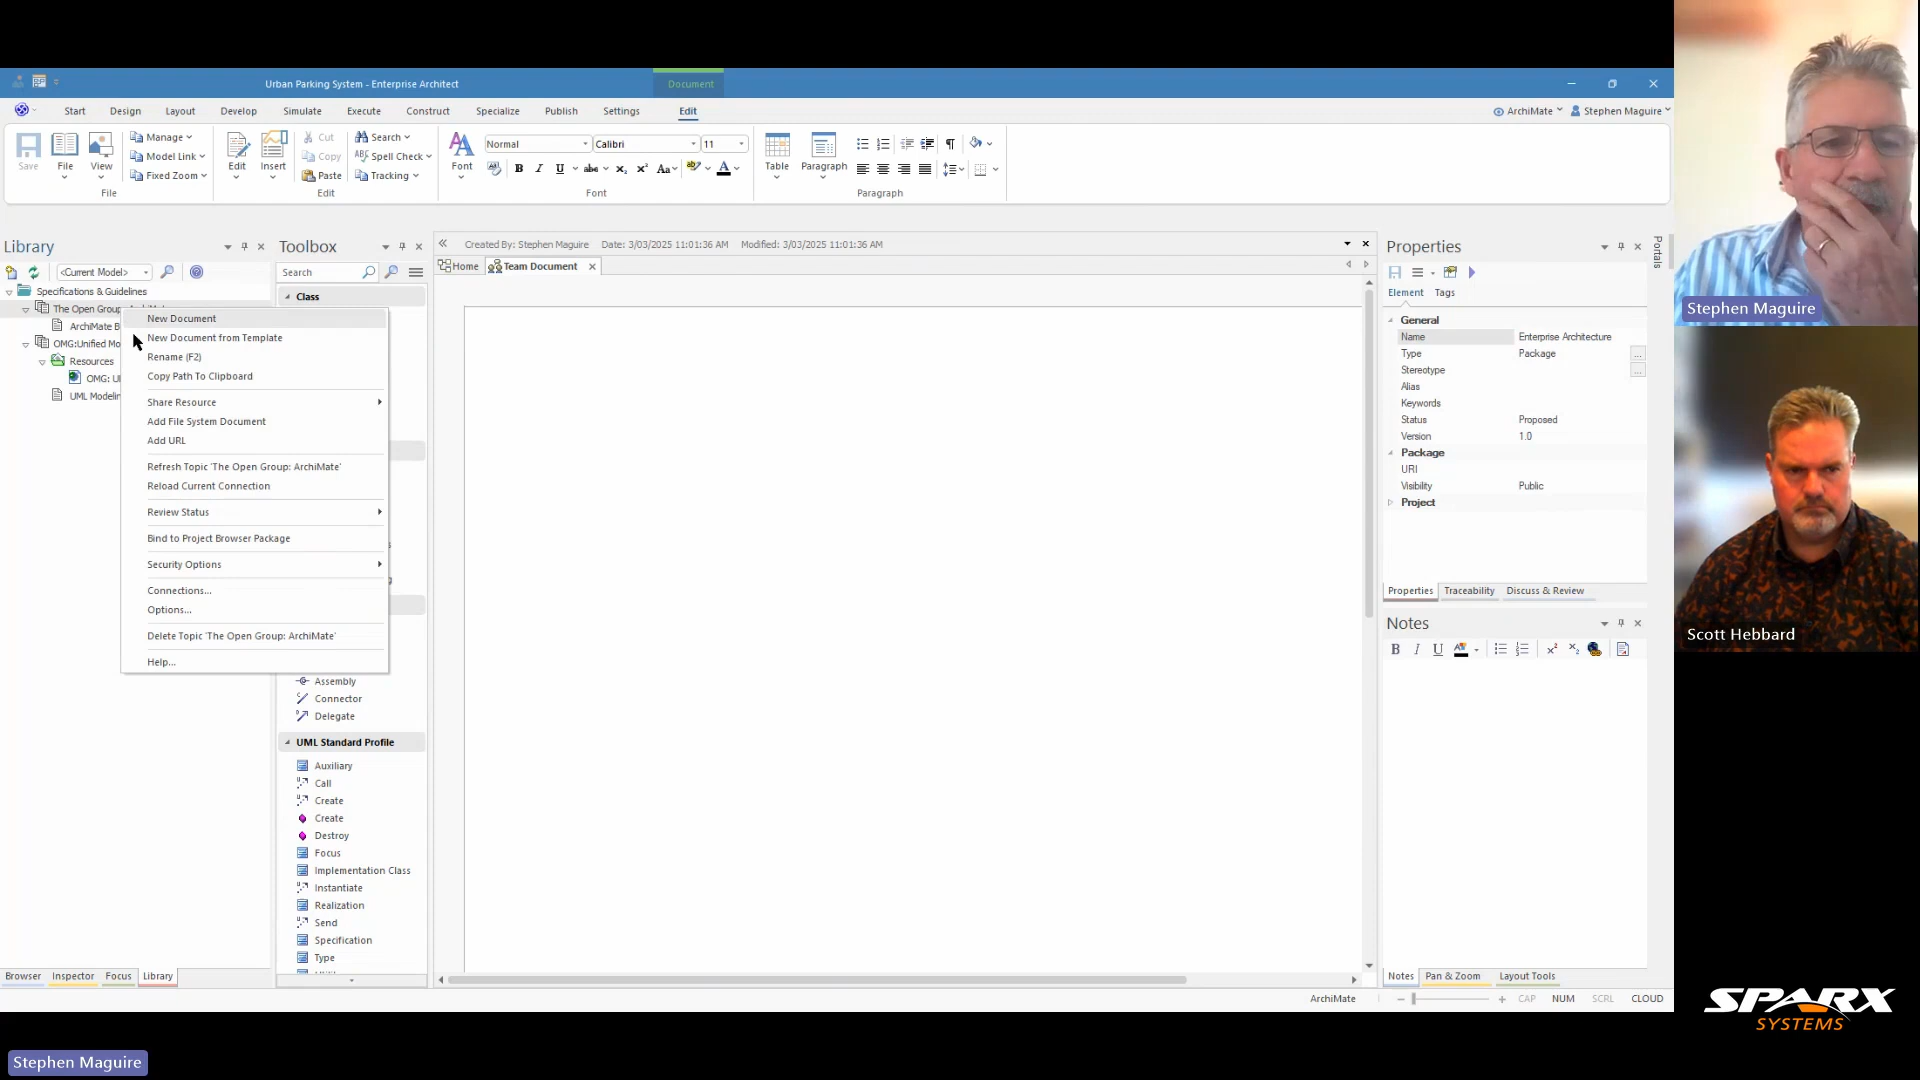 Urban Parking System - Enterprise Architect
Document
Start
Design
Layout
Develop
Simulate
Execute
Construct
Specialize
Publish
Settings
Edit
ArchiMate
Stephen Maguire
Save
File
View
Manage
Model Link
Fixed Zoom
File
Edit
Insert
Cut
Copy
Paste
Search
Spell Check
Tracking
Edit
Font
Normal
Calibri
11
Font
Table
Paragraph
Paragraph
Library
<Current Model>
Specifications & Guidelines
The Open Group
ArchiMate B
OMG:Unified Mo
Resources
OMG: U
UML Modelin
New Document
New Document from Template
Rename (F2)
Copy Path To Clipboard
Share Resource
Add File System Document
Add URL
Refresh Topic 'The Open Group: ArchiMate'
Reload Current Connection
Review Status
Bind to Project Browser Package
Security Options
Connections...
Options...
Delete Topic 'The Open Group: ArchiMate'
Help...
Browser
Inspector
Focus
Library
Toolbox
Search
Class
Assembly
Connector
Delegate
UML Standard Profile
Auxiliary
Call
Create
Create
Destroy
Focus
Implementation Class
Instantiate
Realization
Send
Specification
Type
Created By: Stephen Maguire Date: 3/03/2025 11:01:36 AM Modified: 3/03/2025 11:01:36 AM
Home
Team Document
Properties
Element
Tags
General
Name Enterprise Architecture
Type Package
Stereotype
Alias
Keywords
Status Proposed
Version 1.0
Package
URI
Visibility Public
Project
Properties
Traceability
Discuss & Review
Notes
Notes
Pan & Zoom
Layout Tools
Portals
ArchiMate
CAP
NUM
SCRL
CLOUD
Stephen Maguire
Scott Hebbard
SPARX
SYSTEMS
Stephen Maguire